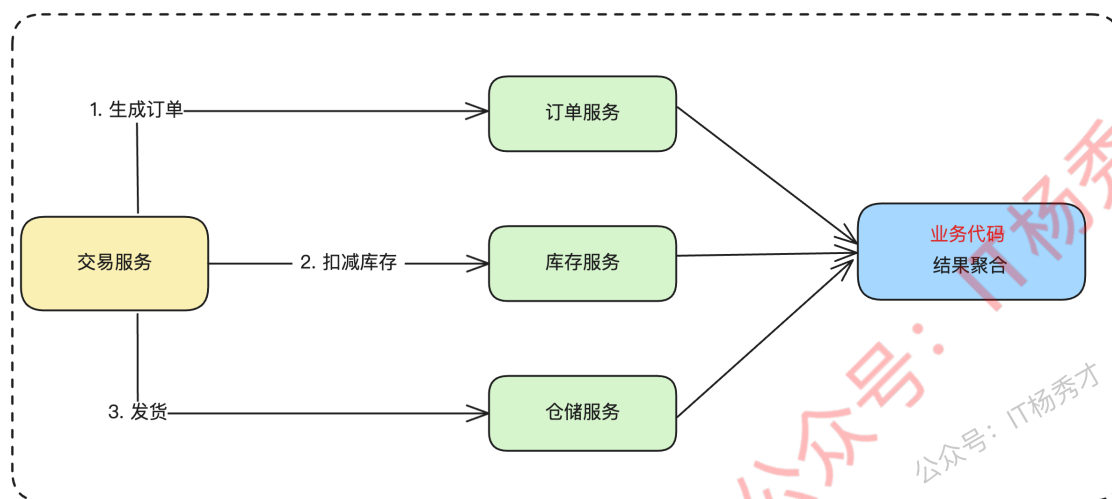 1. 生成订单
订单服务
业务代码
结果聚合
交易服务
2. 扣减库存
库存服务
3. 发货
仓储服务
公众号：IT杨秀
公众号：IT杨秀才